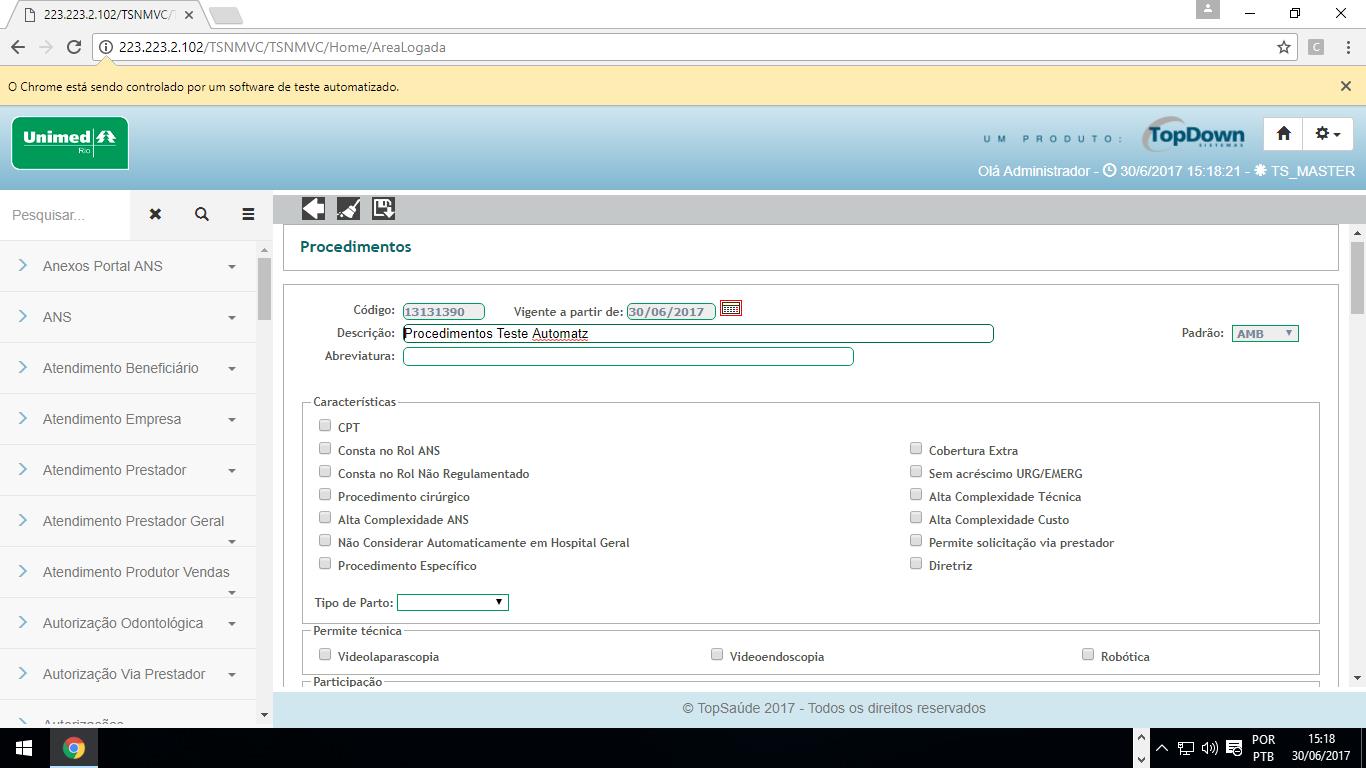 223.223.2.102/TSNMVC/T
223.223.2.102/TSNMVC/TSNMVC/Home/AreaLogada
C
O Chrome está sendo controlado por um software de teste automatizado.
Unimed
Rio
UM PRODUTO:
TopDown
SISTEMAS
Olá Administrador - 30/6/2017 15:18:21 - TS_MASTER
Pesquisar...
Anexos Portal ANS
ANS
Atendimento Beneficiário
Atendimento Empresa
Atendimento Prestador
Atendimento Prestador Geral
Atendimento Produtor Vendas
Autorização Odontológica
Autorização Via Prestador
Autorizações
Procedimentos
Código: 13131390 Vigente a partir de: 30/06/2017
Descrição: Procedimentos Teste Automatz Padrão: AMB
Abreviatura:
Características
CPT
Consta no Rol ANS Cobertura Extra
Consta no Rol Não Regulamentado Sem acréscimo URG/EMERG
Procedimento cirúrgico Alta Complexidade Técnica
Alta Complexidade ANS Alta Complexidade Custo
Não Considerar Automaticamente em Hospital Geral Permite solicitação via prestador
Procedimento Específico Diretriz
Tipo de Parto:
Permite técnica
Videolaparascopia Videoendoscopia Robótica
Participação
© TopSaúde 2017 - Todos os direitos reservados
POR 15:18
PTB 30/06/2017